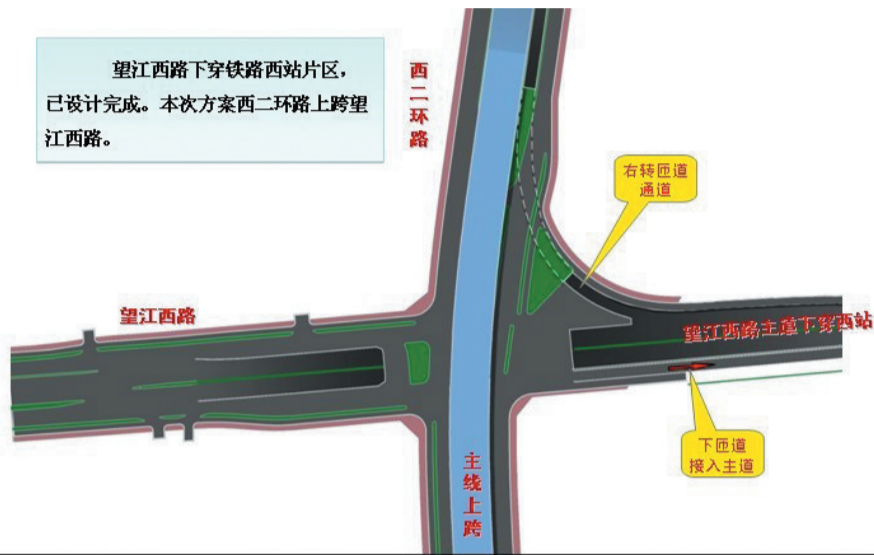 望江西路下穿铁路西站片区，
已设计完成。本次方案西二环路上跨望
江西路。
西二环路
右转匝道
通道
望江西路
望江西路主道下穿西站
下匝道
接入主道
主线上跨